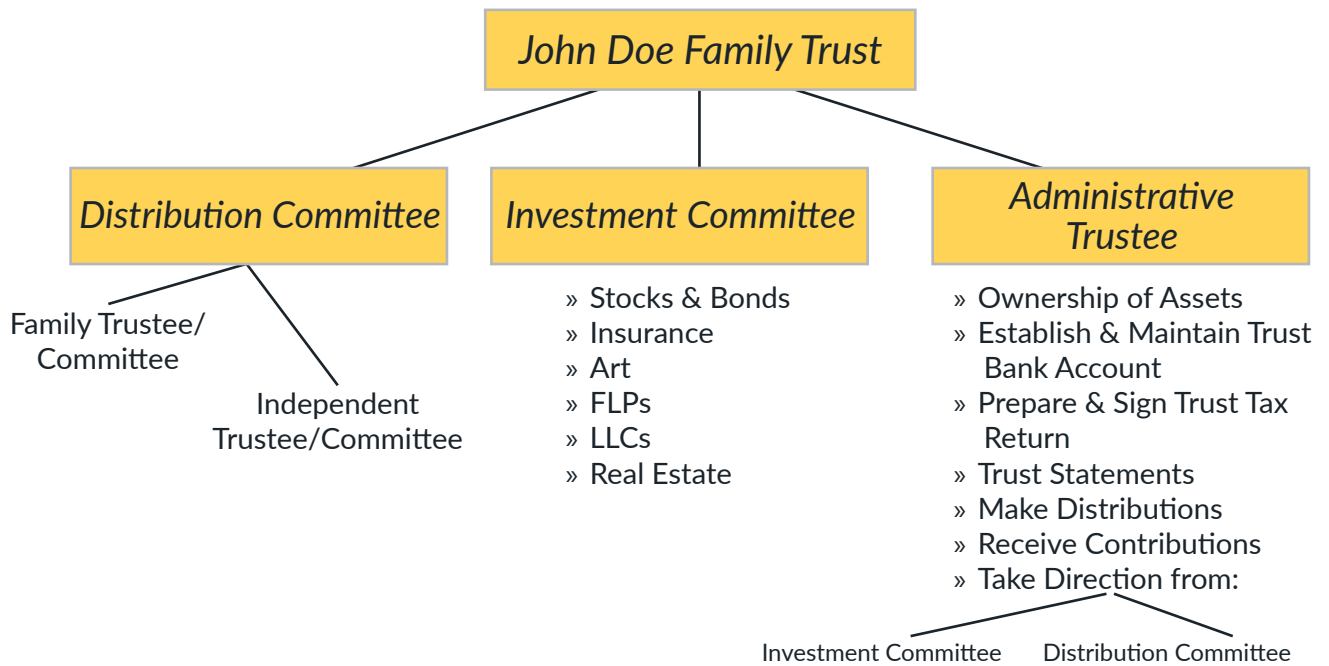 John Doe Family Trust
Distribution Committee
Family Trustee/
Committee
Independent
Trustee/Committee
Investment Committee
» Stocks & Bonds
» Insurance
» Art
» FLPs
» LLCs
» Real Estate
Administrative
Trustee
» Ownership of Assets
» Establish & Maintain Trust
Bank Account
» Prepare & Sign Trust Tax
Return
» Trust Statements
» Make Distributions
» Receive Contributions
» Take Direction from:
Investment Committee
Distribution Committee